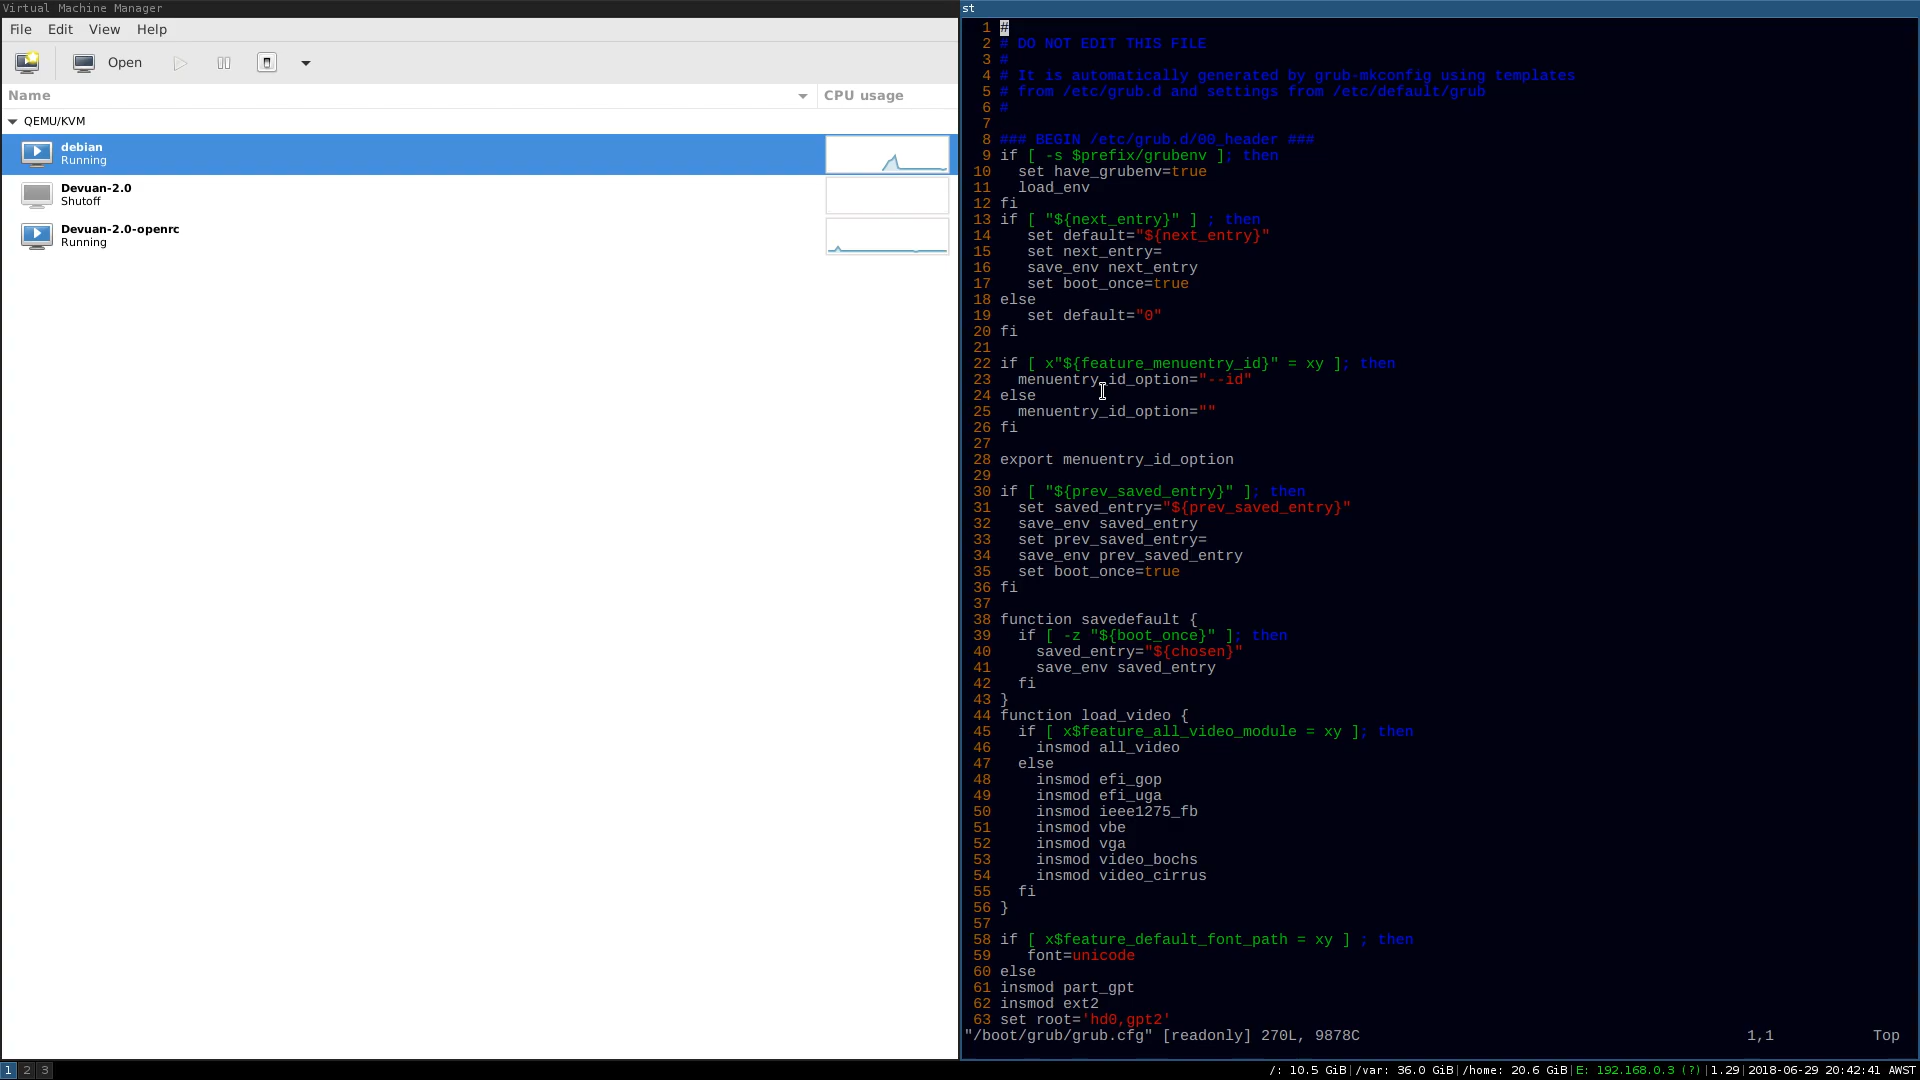 Virtual Machine Manager
File Edit View Help
Open
Name CPU usage
QEMU/KVM
debian
Running
Devuan-2.0
Shutoff
Devuan-2.0-openrc
Running
st
1 #
2 # DO NOT EDIT THIS FILE
3 #
4 # It is automatically generated by grub-mkconfig using templates
5 # from /etc/grub.d and settings from /etc/default/grub
6 #
7
8 ### BEGIN /etc/grub.d/00_header ###
9 if [ -s $prefix/grubenv ]; then
10   set have_grubenv=true
11   load_env
12 fi
13 if [ "${next_entry}" ] ; then
14    set default="${next_entry}"
15    set next_entry=
16    save_env next_entry
17    set boot_once=true
18 else
19    set default="0"
20 fi
21
22 if [ x"${feature_menuentry_id}" = xy ]; then
23   menuentry_id_option="--id"
24 else
25   menuentry_id_option=""
26 fi
27
28 export menuentry_id_option
29
30 if [ "${prev_saved_entry}" ]; then
31   set saved_entry="${prev_saved_entry}"
32   save_env saved_entry
33   set prev_saved_entry=
34   save_env prev_saved_entry
35   set boot_once=true
36 fi
37
38 function savedefault {
39   if [ -z "${boot_once}" ]; then
40     saved_entry="${chosen}"
41     save_env saved_entry
42   fi
43 }
44 function load_video {
45   if [ x$feature_all_video_module = xy ]; then
46     insmod all_video
47   else
48     insmod efi_gop
49     insmod efi_uga
50     insmod ieee1275_fb
51     insmod vbe
52     insmod vga
53     insmod video_bochs
54     insmod video_cirrus
55   fi
56 }
57
58 if [ x$feature_default_font_path = xy ] ; then
59    font=unicode
60 else
61 insmod part_gpt
62 insmod ext2
63 set root='hd0,gpt2'
"/boot/grub/grub.cfg" [readonly] 270L, 9878C 1,1 Top
1 2 3 /: 10.5 GiB|/var: 36.0 GiB|/home: 20.6 GiB|E: 192.168.0.3 (?)|1.29|2018-06-29 20:42:41 AWST